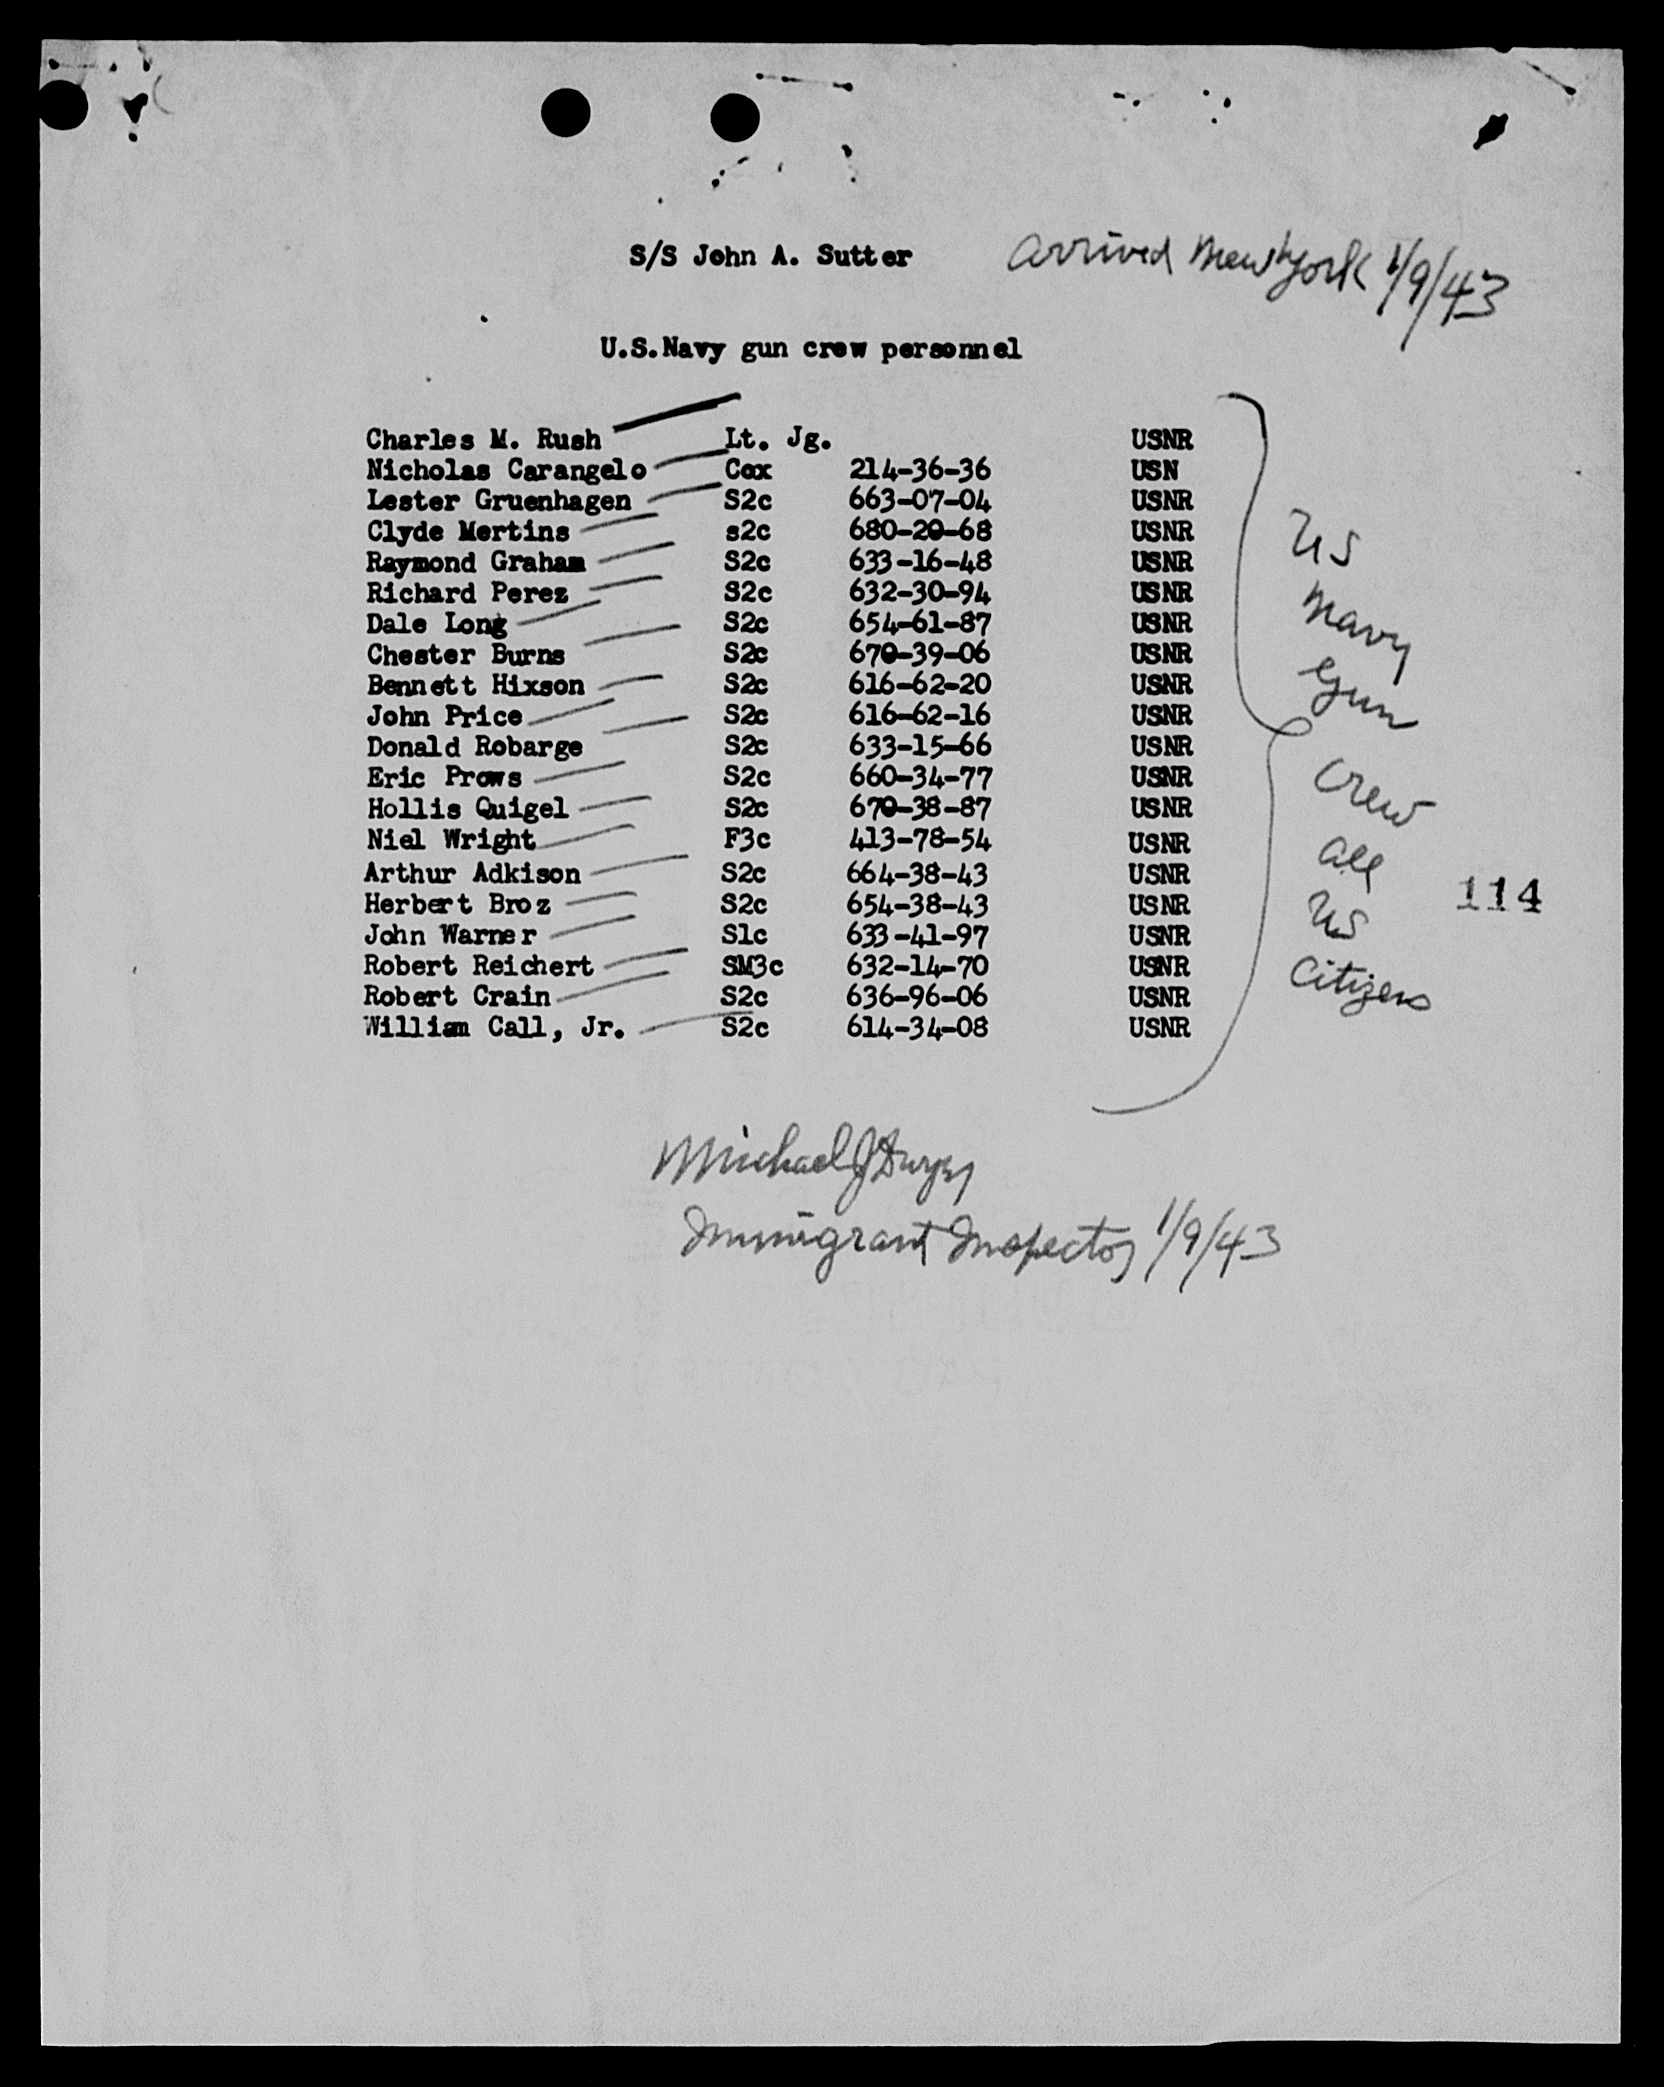 S/S John A. Sutter Arrived New York 1/9/43
U.S.Navy gun crew personnel
Charles M. Rush Lt. Jg. USNR
Nicholas Carangelo Cox 214-36-36 USN
Lester Gruenhagen S2c 663-07-04 USNR
Clyde Mertins s2c 680-20-68 USNR
Raymond Graham S2c 633-16-48 USNR
Richard Perez S2c 632-30-94 USNR
Dale Long S2c 654-61-87 USNR
Chester Burns S2c 670-39-06 USNR
Bennett Hixson S2c 616-62-20 USNR
John Price S2c 616-62-16 USNR
Donald Robarge S2c 633-15-66 USNR
Eric Prows S2c 660-34-77 USNR
Hollis Quigel S2c 670-38-87 USNR
Niel Wright F3c 413-78-54 USNR
Arthur Adkison S2c 664-38-43 USNR
Herbert Broz S2c 654-38-43 USNR
John Warner S1c 633-41-97 USNR
Robert Reichert SM3c 632-14-70 USNR
Robert Crain S2c 636-96-06 USNR
William Call, Jr. S2c 614-34-08 USNR
US
Navy
Gun
Crew
all
US
Citizens
114
Michael J Dwyer
Immigrant Inspector 1/9/43